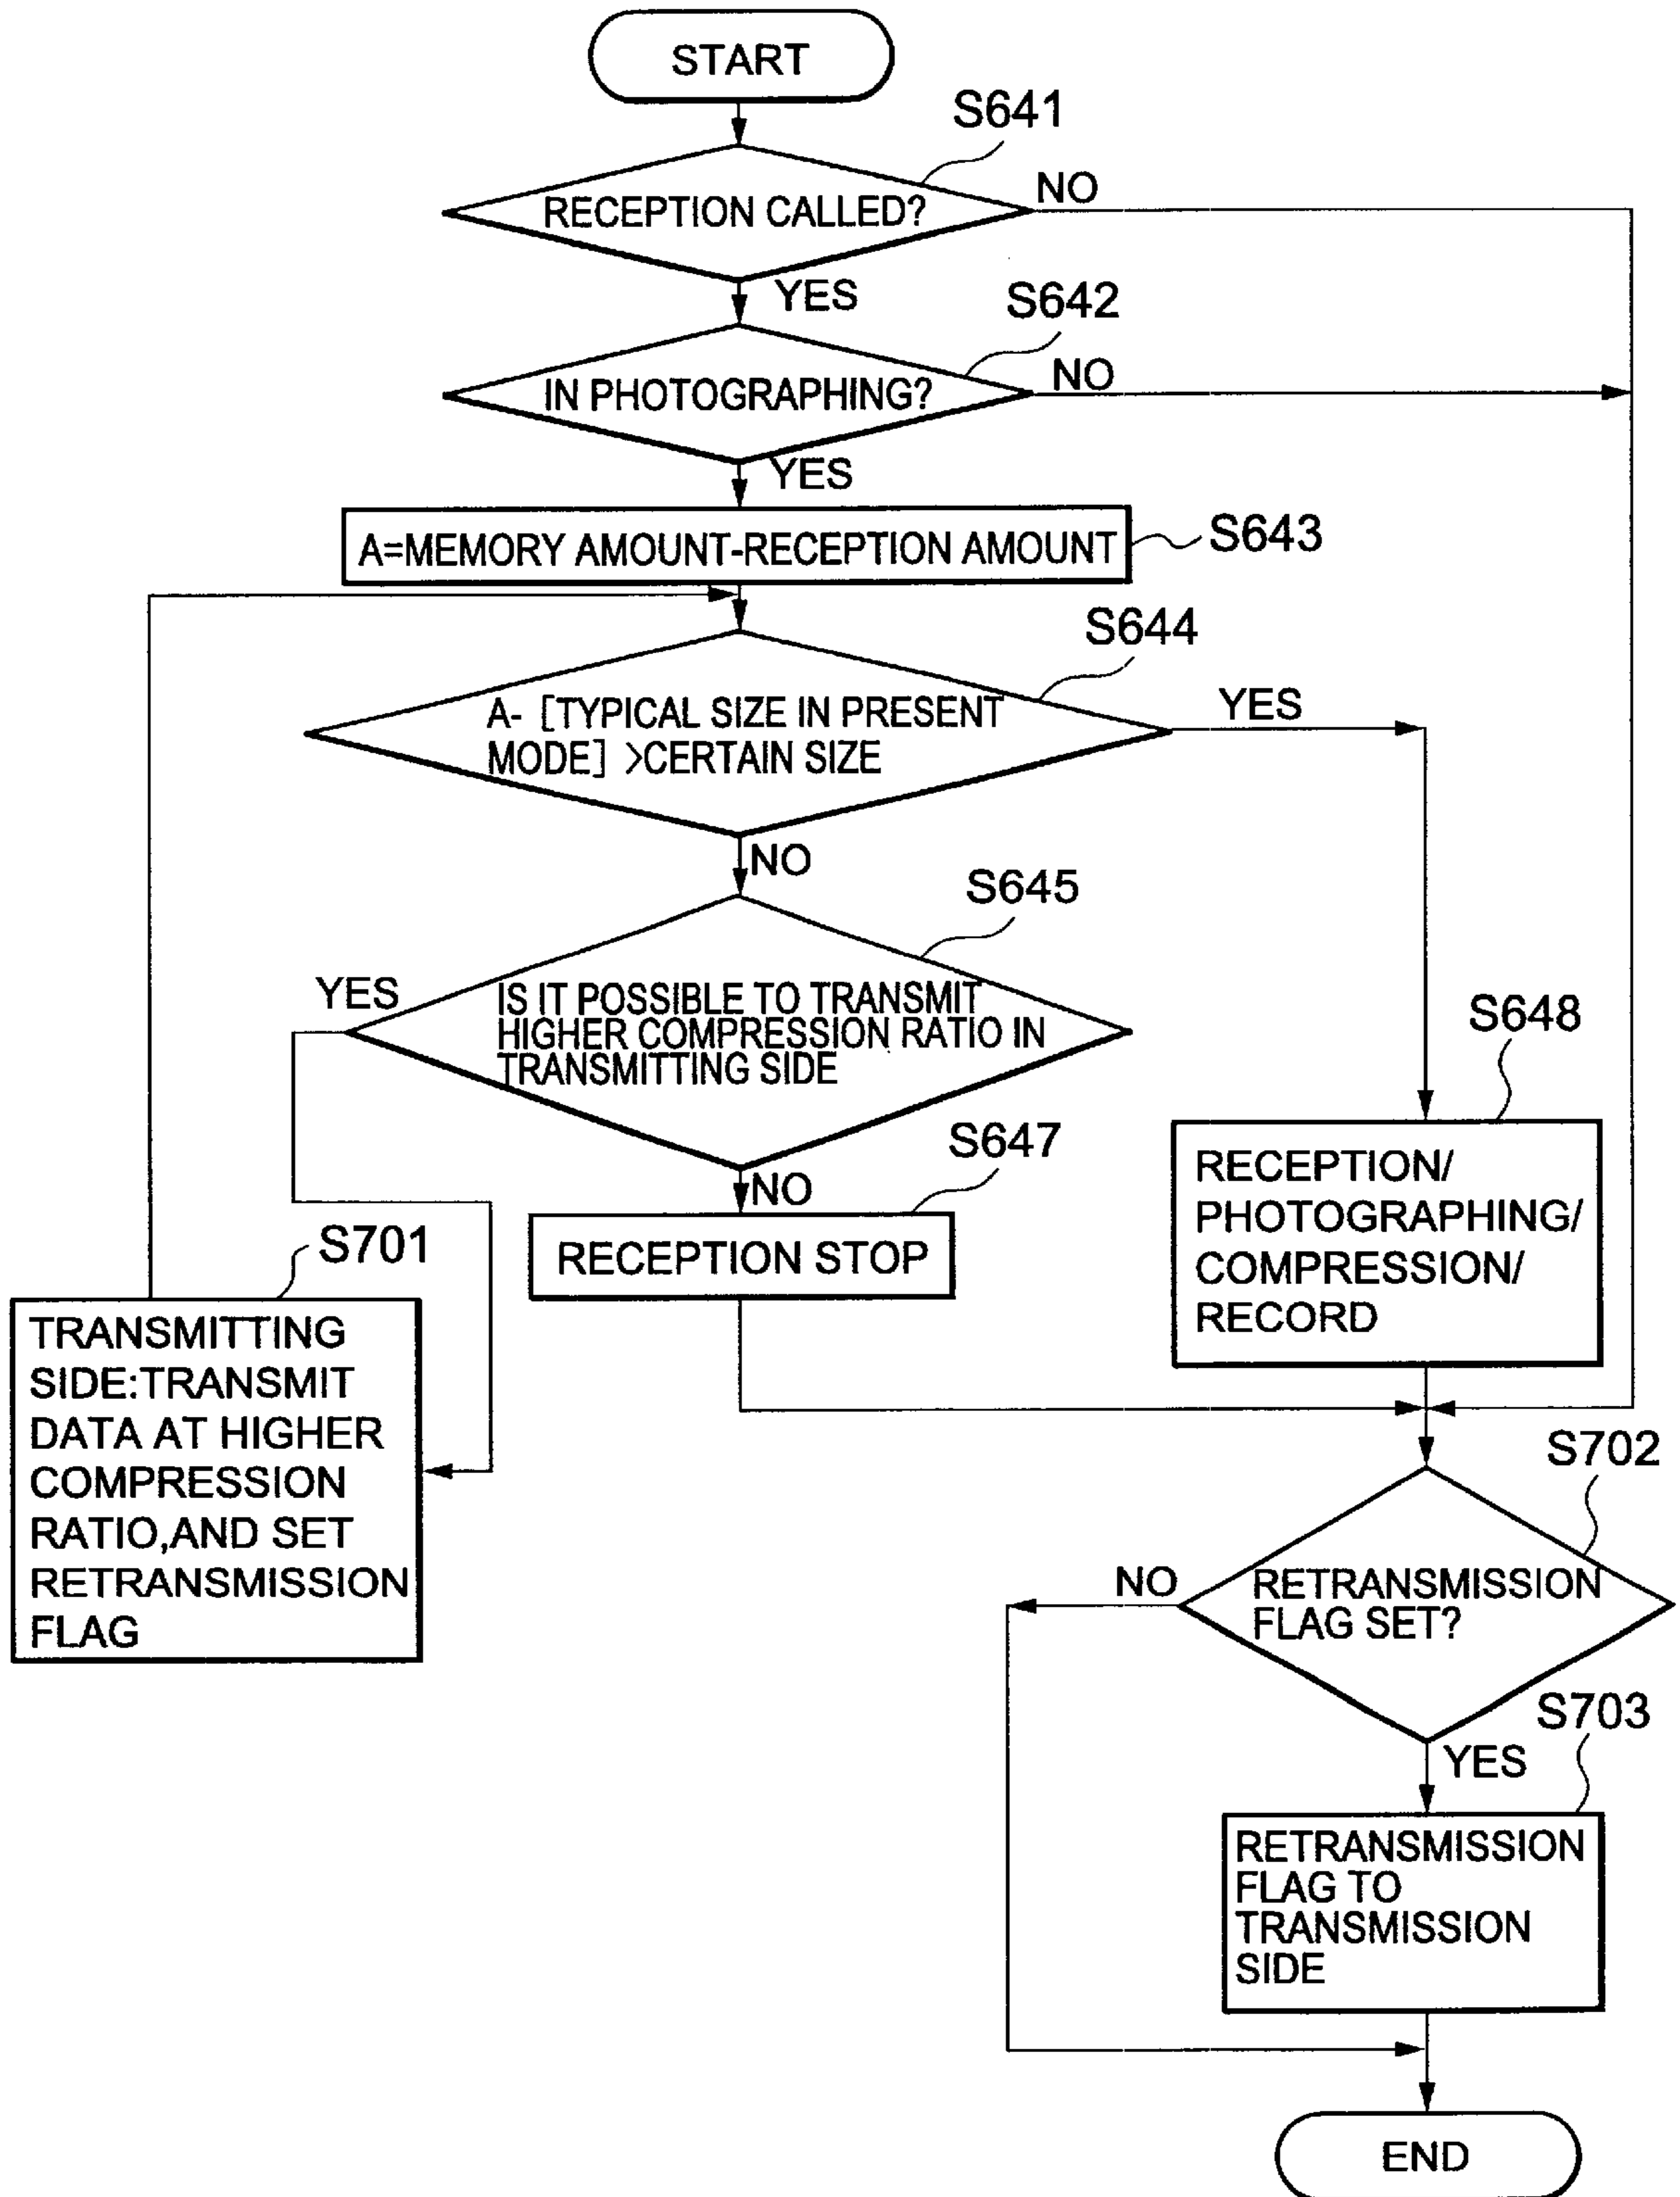 START
S641
RECEPTION CALLED?
NO
YES
S642
IN PHOTOGRAPHING?
NO
YES
A=MEMORY AMOUNT-RECEPTION AMOUNT
S643
S644
A- [TYPICAL SIZE IN PRESENT
MODE] >CERTAIN SIZE
YES
NO
S645
YES
IS IT POSSIBLE TO TRANSMIT
HIGHER COMPRESSION RATIO IN
TRANSMITTING SIDE
S648
NO
S647
RECEPTION STOP
RECEPTION/
PHOTOGRAPHING/
COMPRESSION/
RECORD
S701
TRANSMITTING
SIDE:TRANSMIT
DATA AT HIGHER
COMPRESSION
RATIO,AND SET
RETRANSMISSION
FLAG
S702
NO
RETRANSMISSION
FLAG SET?
YES
S703
RETRANSMISSION
FLAG TO
TRANSMISSION
SIDE
END